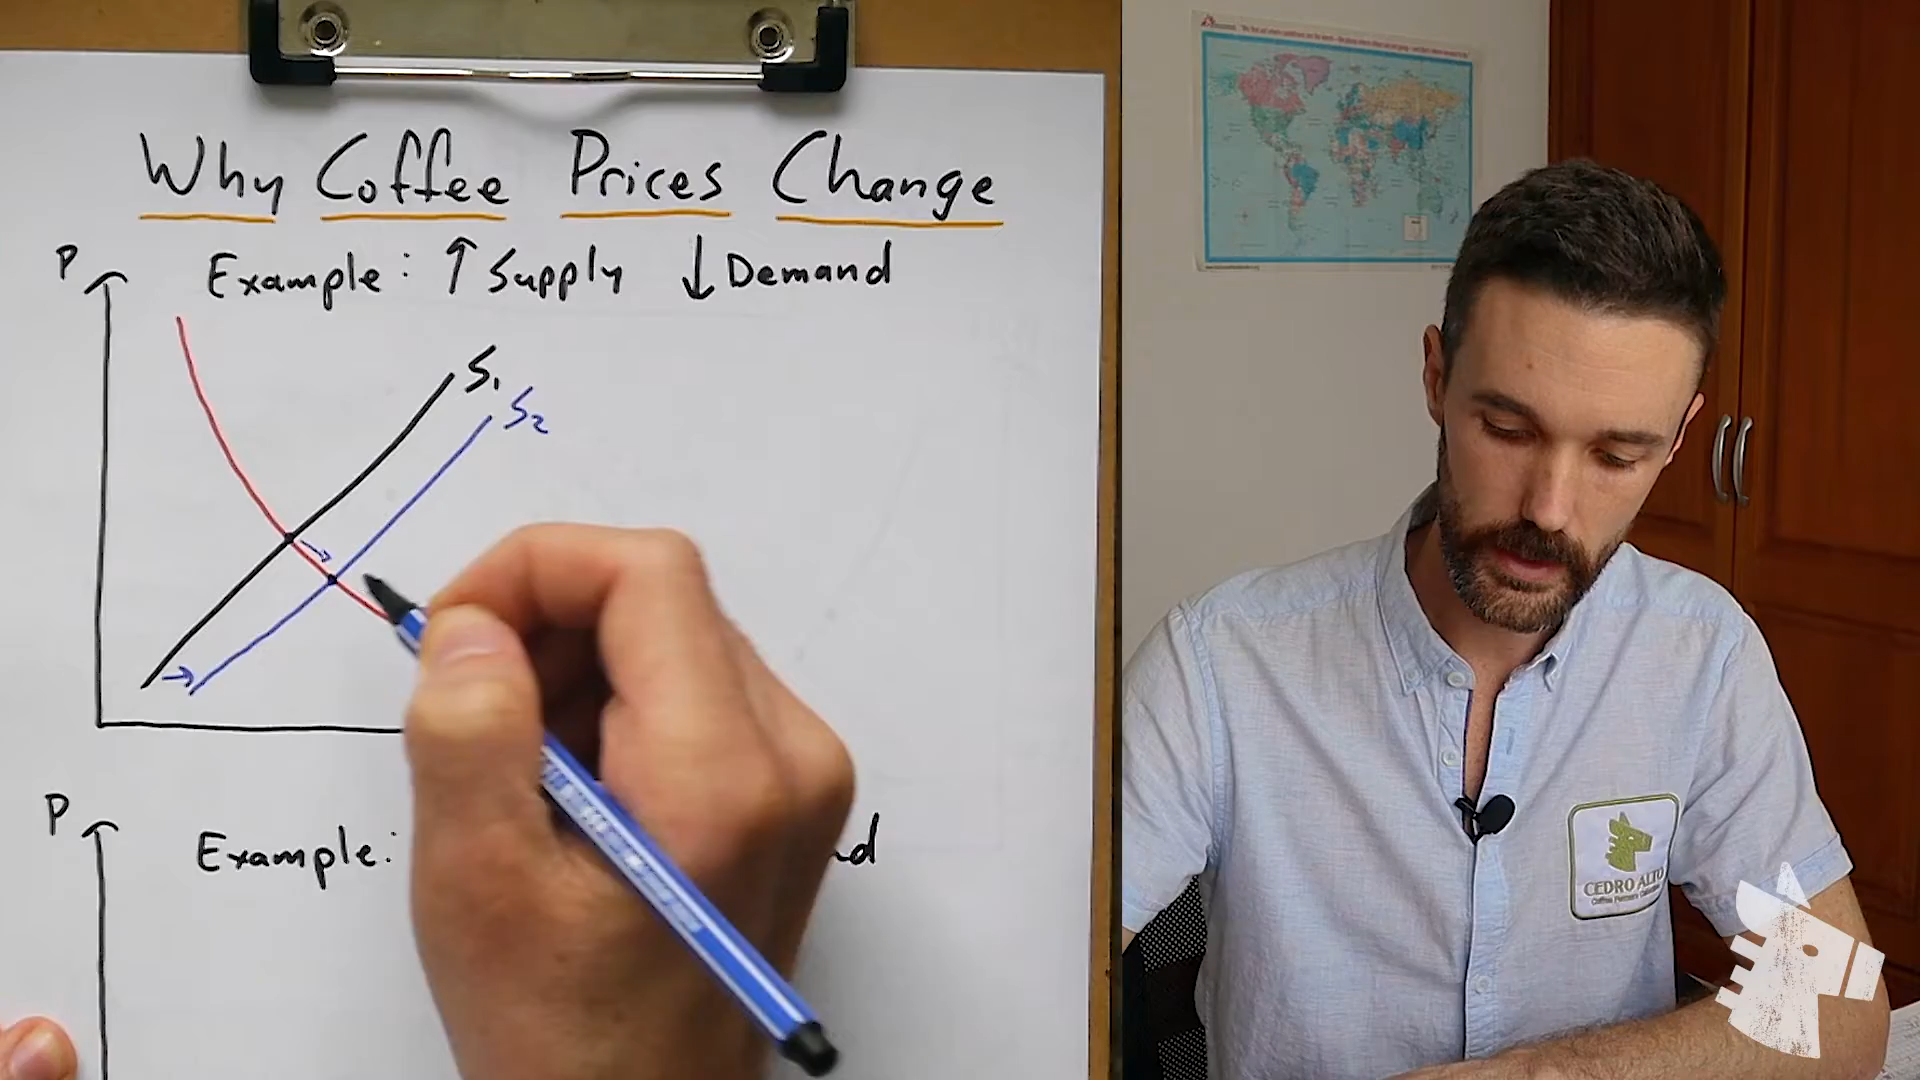 Why Coffee Prices Change
P
Example: ↑ Supply ↓ Demand
S₁
S₂
P
Example:
nd
CEDRO ALTO